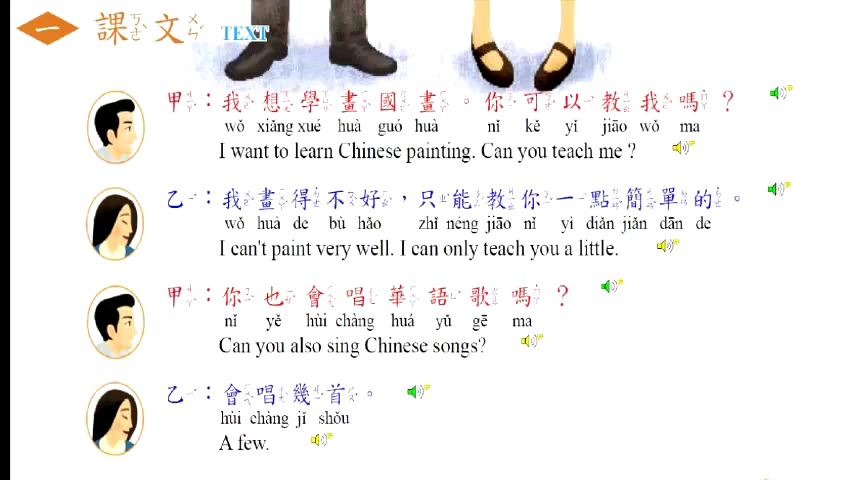 一 課文 TEXT
甲：我想學畫國畫。你可以教我嗎？
wǒ xiǎng xué huà guó huà nǐ kě yǐ jiāo wǒ ma
I want to learn Chinese painting. Can you teach me ?
乙：我畫得不好，只能教你一點簡單的。
wǒ huà de bù hǎo zhǐ néng jiāo nǐ yì diǎn jiǎn dān de
I can't paint very well. I can only teach you a little.
甲：你也會唱華語歌嗎？
nǐ yě hùi chàng huá yǔ gē ma
Can you also sing Chinese songs?
乙：會唱幾首。
hùi chàng jǐ shǒu
A few.